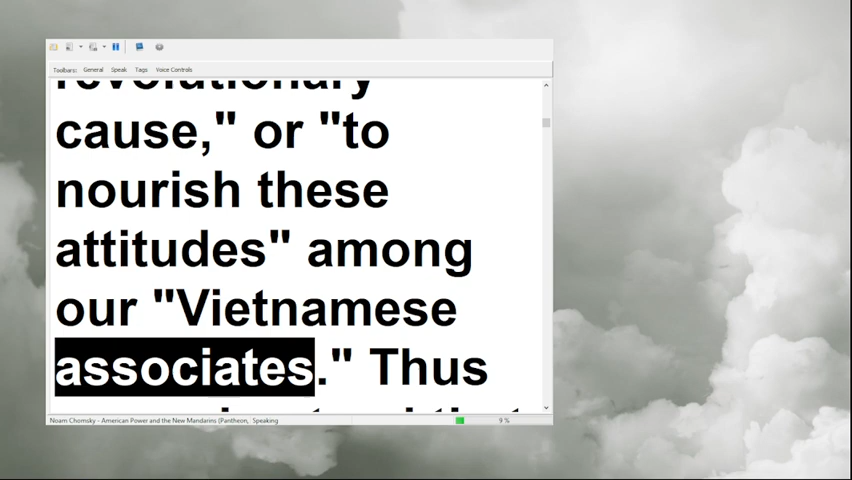 Toolbars: General Speak Tags Voice Controls
revolutionary
cause," or "to
nourish these
attitudes" among
our "Vietnamese
associates." Thus
Noam Chomsky - American Power and the New Mandarins (Pantheon, Speaking 9 %